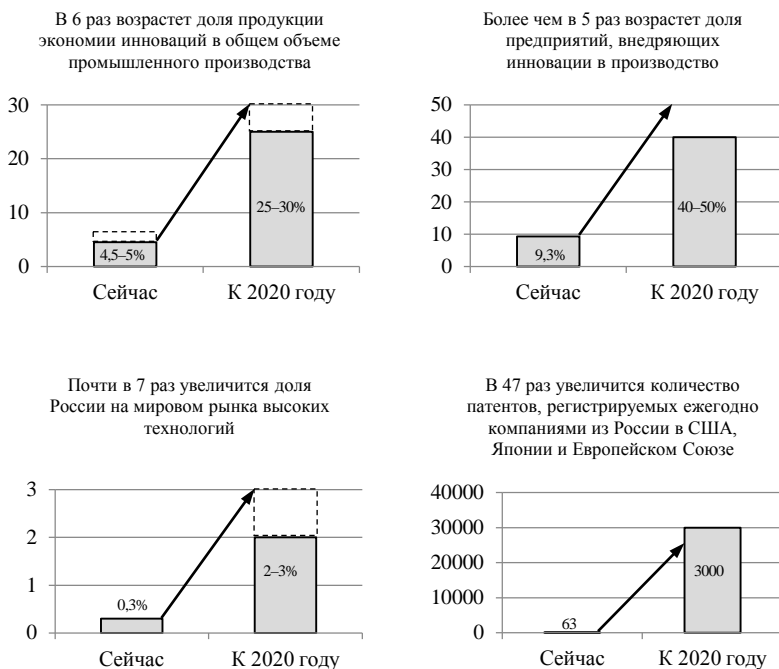 В 6 раз возрастет доля продукции
экономии инноваций в общем объеме
промышленного производства
30
20
10
0
4,5–5%
25–30%
Сейчас
К 2020 году
Более чем в 5 раз возрастет доля
предприятий, внедряющих
инновации в производство
50
40
30
20
10
0
9,3%
40–50%
Сейчас
К 2020 году
Почти в 7 раз увеличится доля
России на мировом рынка высоких
технологий
3
2
1
0
0,3%
2–3%
Сейчас
К 2020 году
В 47 раз увеличится количество
патентов, регистрируемых ежегодно
компаниями из России в США,
Японии и Европейском Союзе
40000
30000
20000
10000
0
63
3000
Сейчас
К 2020 году